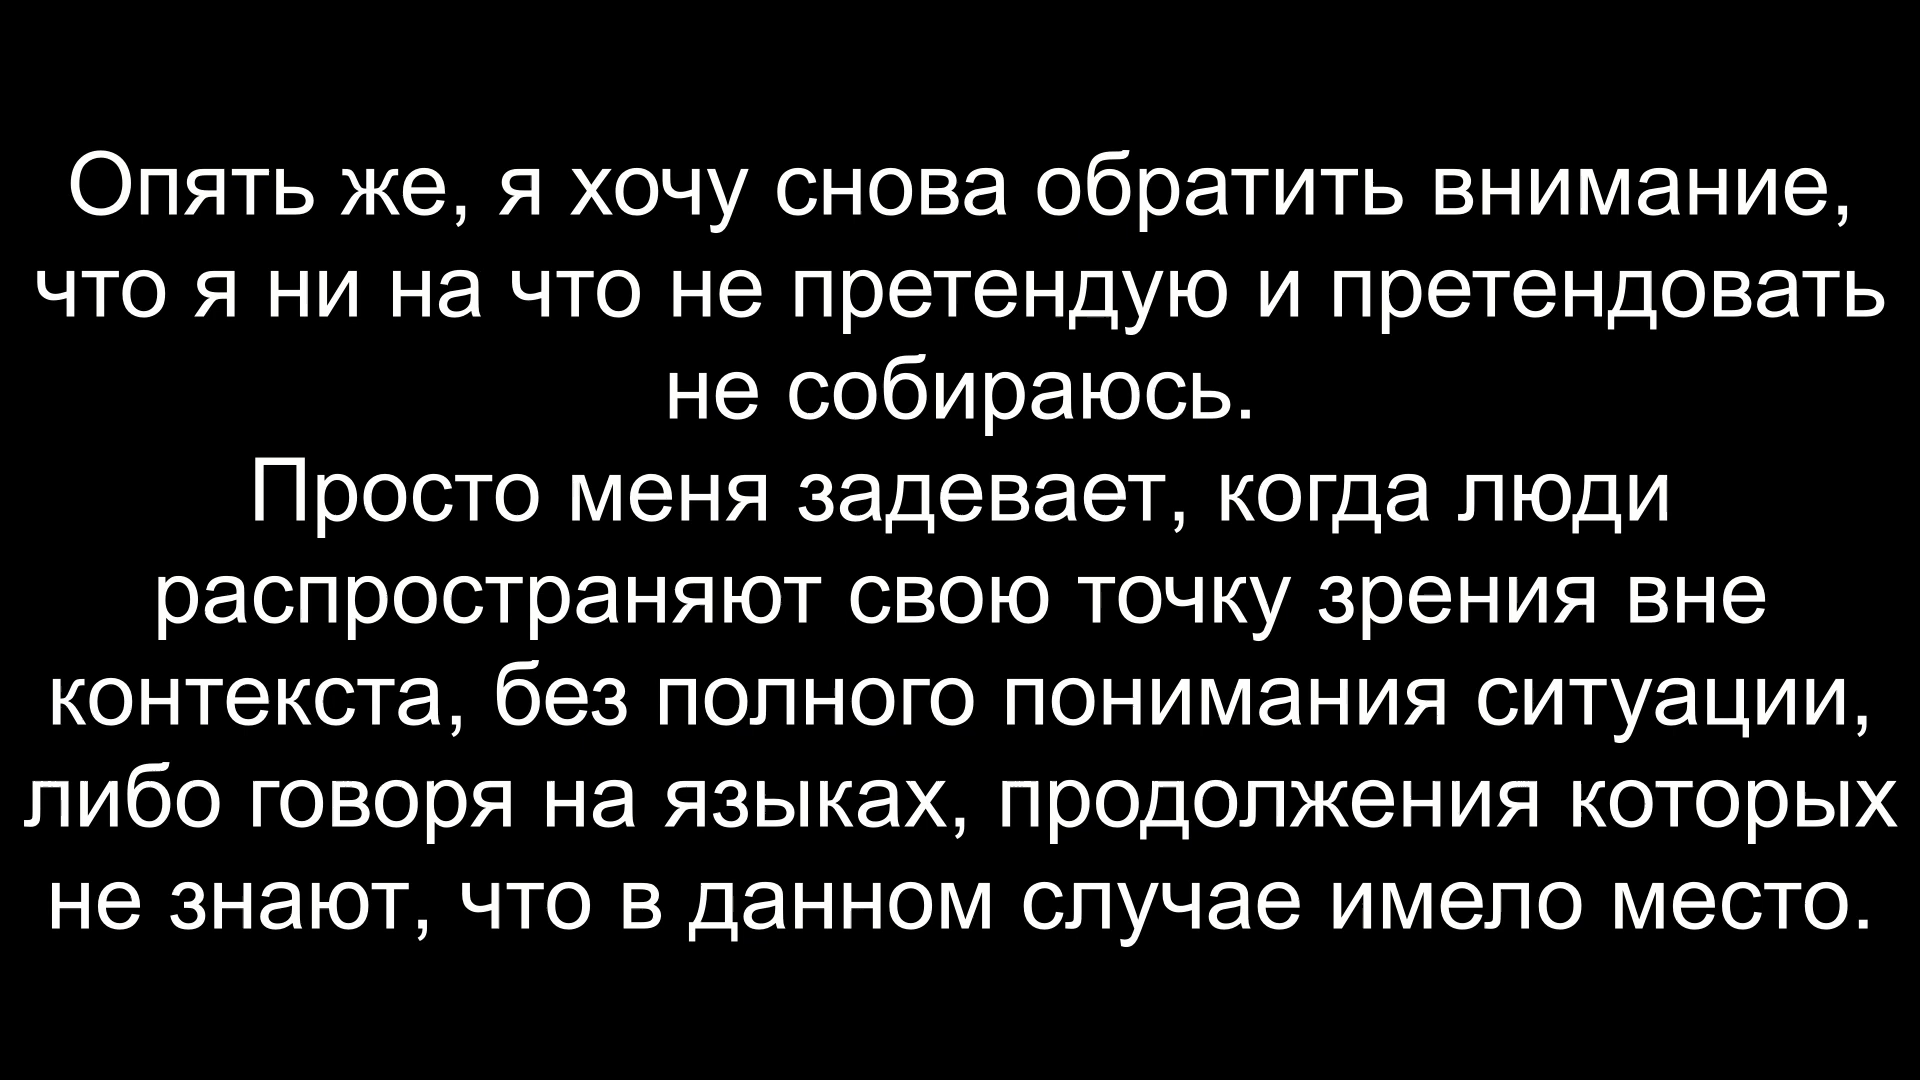 Опять же, я хочу снова обратить внимание,
что я ни на что не претендую и претендовать
не собираюсь.
Просто меня задевает, когда люди
распространяют свою точку зрения вне
контекста, без полного понимания ситуации,
либо говоря на языках, продолжения которых
не знают, что в данном случае имело место.